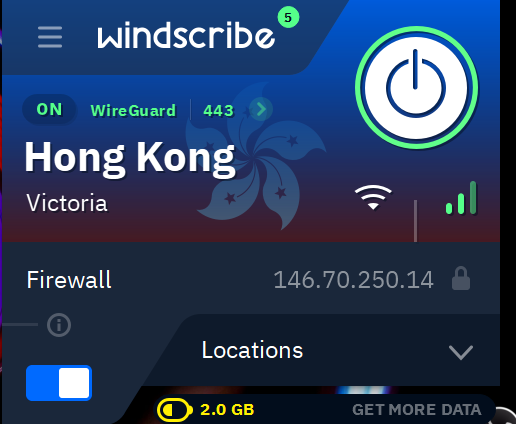 windscribe 5
ON WireGuard 443
Hong Kong
Victoria
Firewall 146.70.250.14
Locations
2.0 GB GET MORE DATA